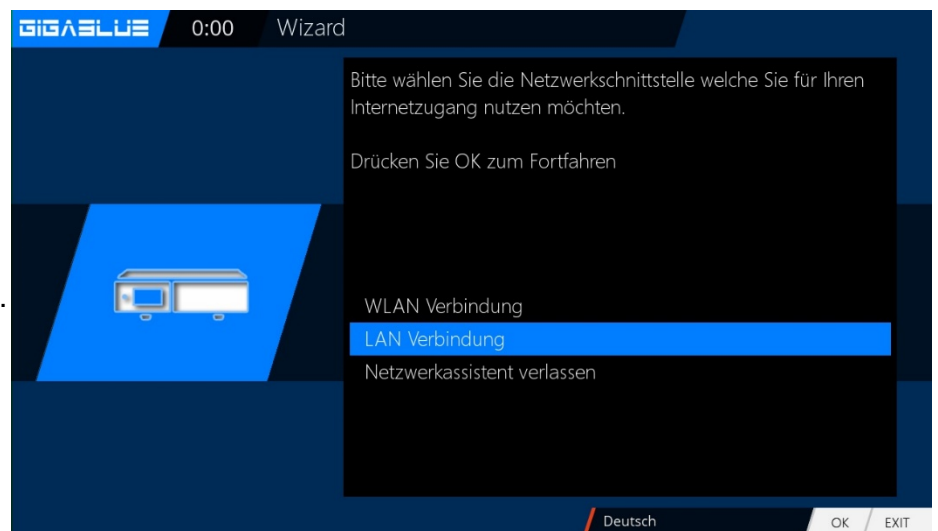 GIGABLUE 0:00 Wizard
Bitte wählen Sie die Netzwerkschnittstelle welche Sie für Ihren
Internetzugang nutzen möchten.
Drücken Sie OK zum Fortfahren
WLAN Verbindung
LAN Verbindung
Netzwerkassistent verlassen
Deutsch OK EXIT